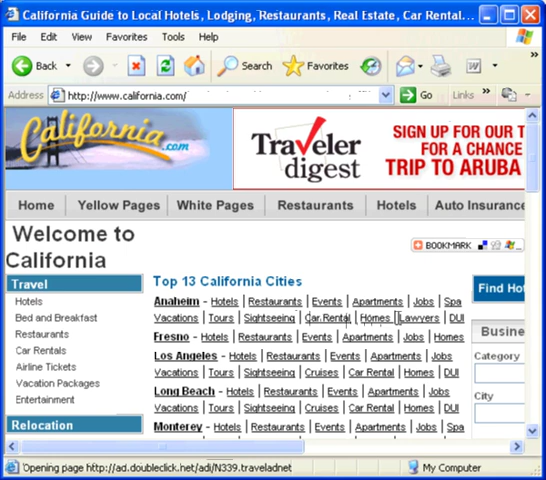 California Guide to Local Hotels, Lodging, Restaurants, Real Estate, Car Rental...
File Edit View Favorites Tools Help
Back Search Favorites
Address http://www.california.com/ Go Links
California.com
Traveler digest
SIGN UP FOUR OUR T
FOR A CHANCE
TRIP TO ARUBA
Home Yellow Pages White Pages Restaurants Hotels Auto Insurance
Welcome to
California
BOOKMARK
Travel
Hotels
Bed and Breakfast
Restaurants
Car Rentals
Airline Tickets
Vacation Packages
Entertainment
Relocation
Top 13 California Cities
Anaheim - Hotels | Restaurants | Events | Apartments | Jobs | Spa
Vacations | Tours | Sightseeing | Car Rental | Homes | Lawyers | DUI
Fresno - Hotels | Restaurants | Events | Apartments | Jobs | Homes
Los Angeles - Hotels | Restaurants | Events | Apartments | Jobs
Vacations | Tours | Sightseeing | Cruises | Car Rental | Homes | DUI
Long Beach - Hotels | Restaurants | Events | Apartments | Jobs
Vacations | Tours | Sightseeing | Cruises | Car Rental | Homes | DUI
Monterey - Hotels | Restaurants | Events | Apartments | Jobs | Spa
Find Hot
Busine
Category
City
Opening page http://ad.doubleclick.net/adi/N339.traveladnet
My Computer